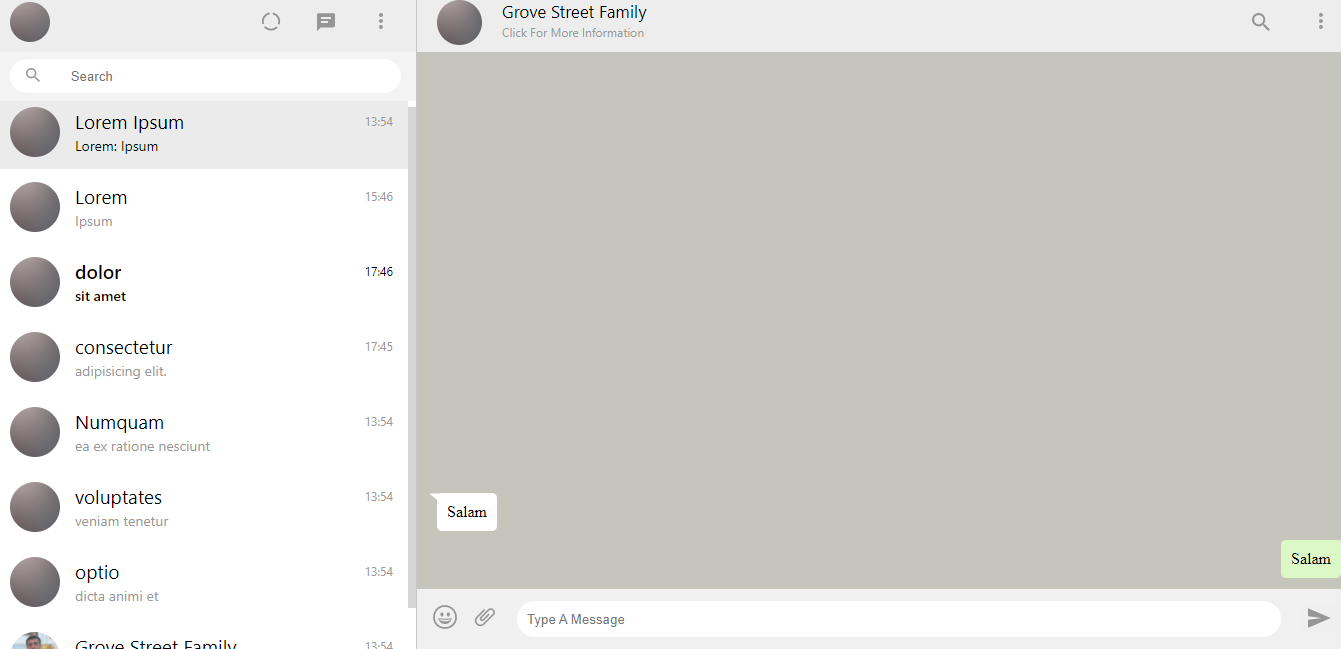 Search
Lorem Ipsum
13:54
Lorem: Ipsum
Lorem
15:46
Ipsum
dolor
17:46
sit amet
consectetur
17:45
adipisicing elit.
Numquam
13:54
ea ex ratione nesciunt
voluptates
13:54
veniam tenetur
optio
13:54
dicta animi et
Grove Street Family
13:54
Grove Street Family
Click For More Information
Salam
Salam
Type A Message